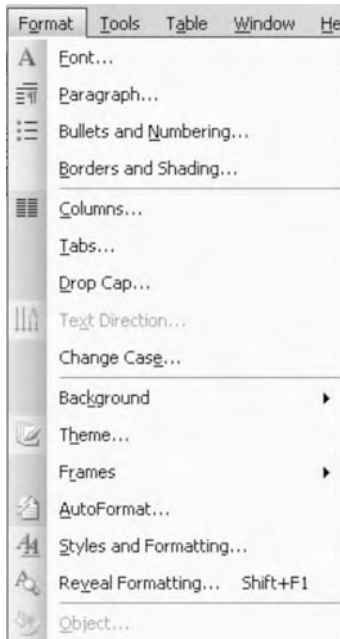 Format Tools Table Window He
Font...
Paragraph...
Bullets and Numbering...
Borders and Shading...
Columns...
Tabs...
Drop Cap...
Text Direction...
Change Case...
Background
Theme...
Frames
AutoFormat...
Styles and Formatting...
Reveal Formatting... Shift+F1
Object...